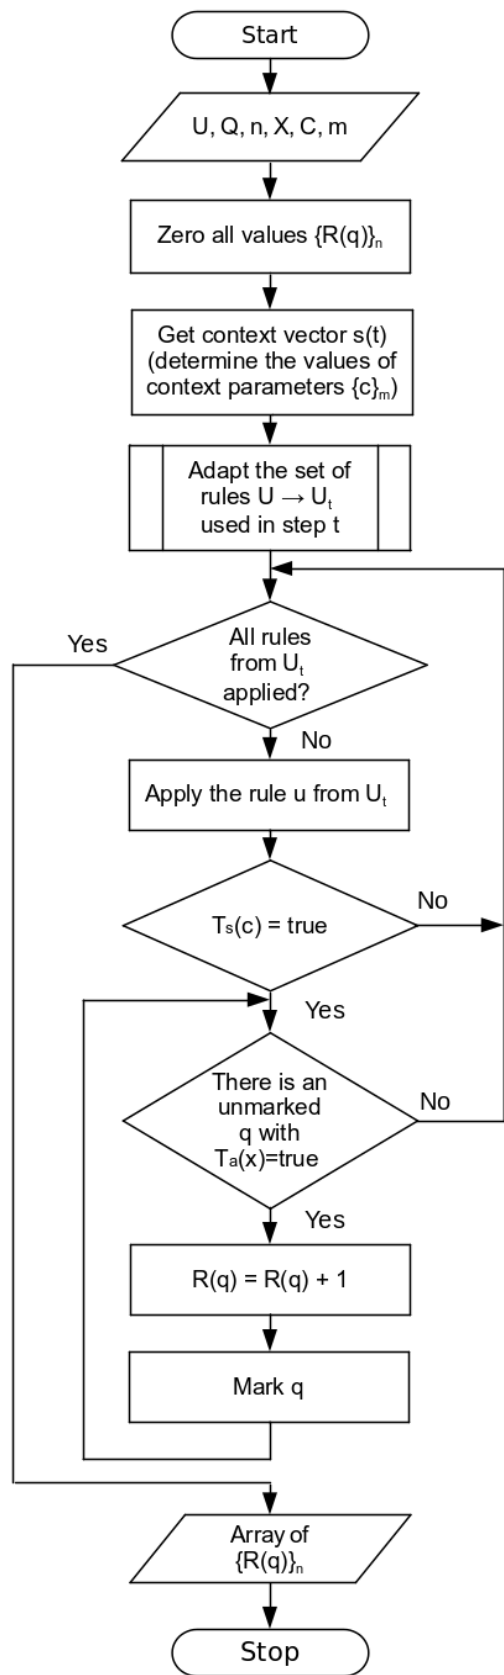 Start
U, Q, n, X, C, m
Zero all values {R(q)}ₙ
Get context vector s(t)
(determine the values of
context parameters {c}ₘ)
Adapt the set of
rules U → Uₜ
used in step t
Yes
All rules
from Uₜ
applied?
No
Apply the rule u from Uₜ
Tₛ(c) = true
No
Yes
There is an
unmarked
q with
Tₐ(x)=true
No
Yes
R(q) = R(q) + 1
Mark q
Array of
{R(q)}ₙ
Stop